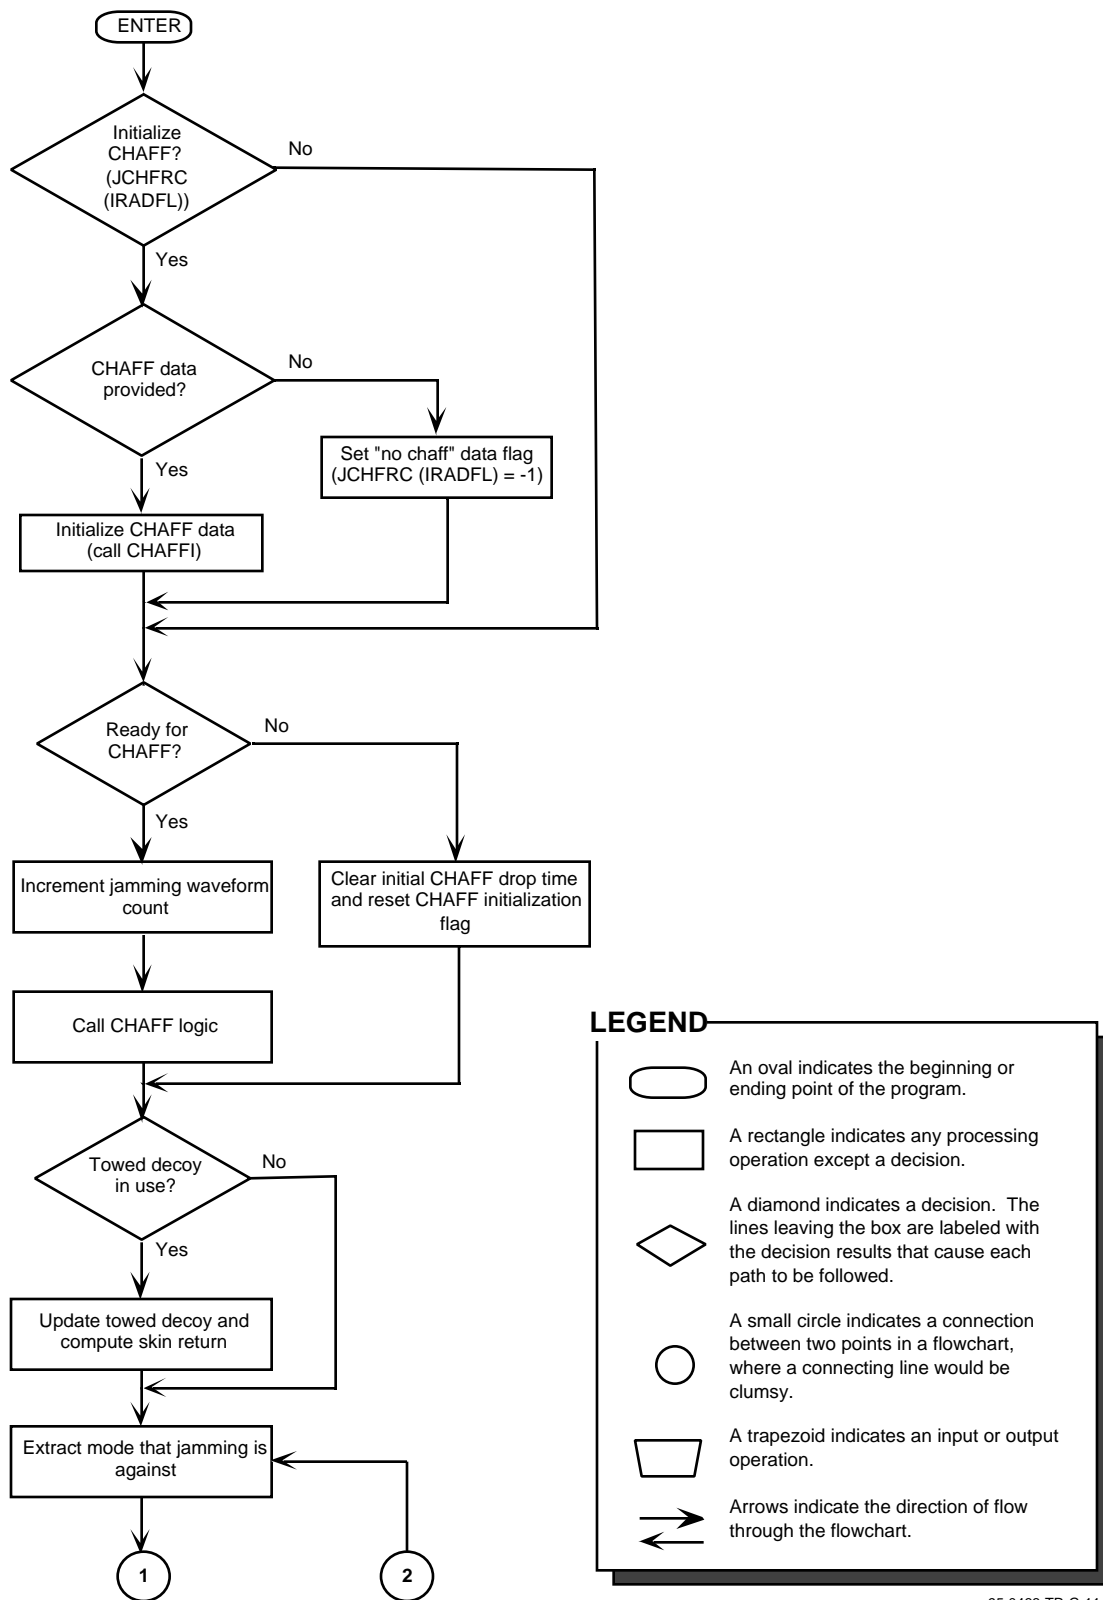 ENTER
Initialize
CHAFF?
(JCHFRC
(IRADFL))
No
Yes
CHAFF data
provided?
No
Set "no chaff" data flag
(JCHFRC (IRADFL) = -1)
Yes
Initialize CHAFF data
(call CHAFFI)
Ready for
CHAFF?
No
Yes
Increment jamming waveform
count
Clear initial CHAFF drop time
and reset CHAFF initialization
flag
Call CHAFF logic
Towed decoy
in use?
No
Yes
Update towed decoy and
compute skin return
Extract mode that jamming is
against
1
2
LEGEND
An oval indicates the beginning or
ending point of the program.
A rectangle indicates any processing
operation except a decision.
A diamond indicates a decision. The
lines leaving the box are labeled with
the decision results that cause each
path to be followed.
A small circle indicates a connection
between two points in a flowchart,
where a connecting line would be
clumsy.
A trapezoid indicates an input or output
operation.
Arrows indicate the direction of flow
through the flowchart.